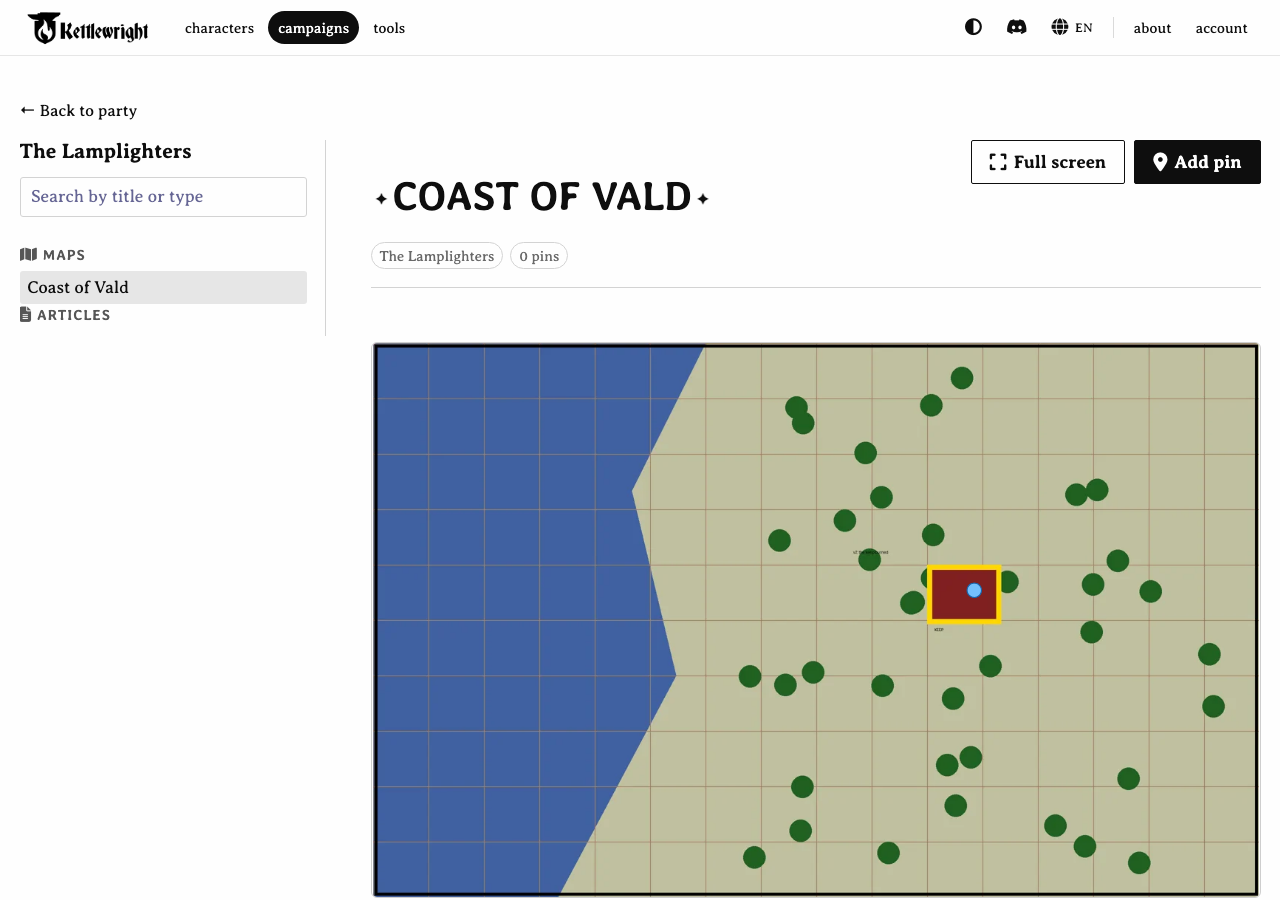 Kettlewright
characters
campaigns
tools
EN
about
account
← Back to party
The Lamplighters
Search by title or type
MAPS
Coast of Vald
ARTICLES
Full screen
Add pin
COAST OF VALD
The Lamplighters
0 pins
KEEP